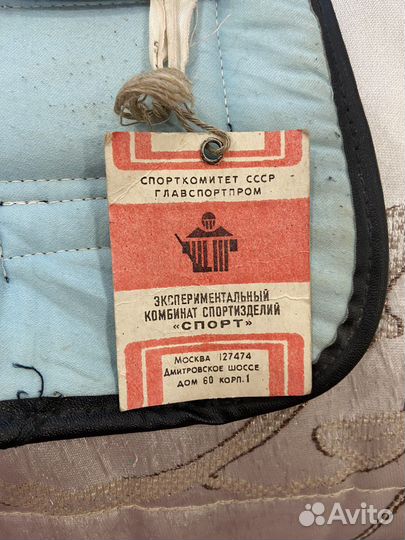 СПОРТКОМИТЕТ СССР
ГЛАВСПОРТПРОМ
ЭКСПЕРИМЕНТАЛЬНЫЙ
КОМБИНАТ СПОРТИЗДЕЛИЙ
«СПОРТ»
МОСКВА 127474
ДМИТРОВСКОЕ ШОССЕ
ДОМ 60 КОРП.1
Avito